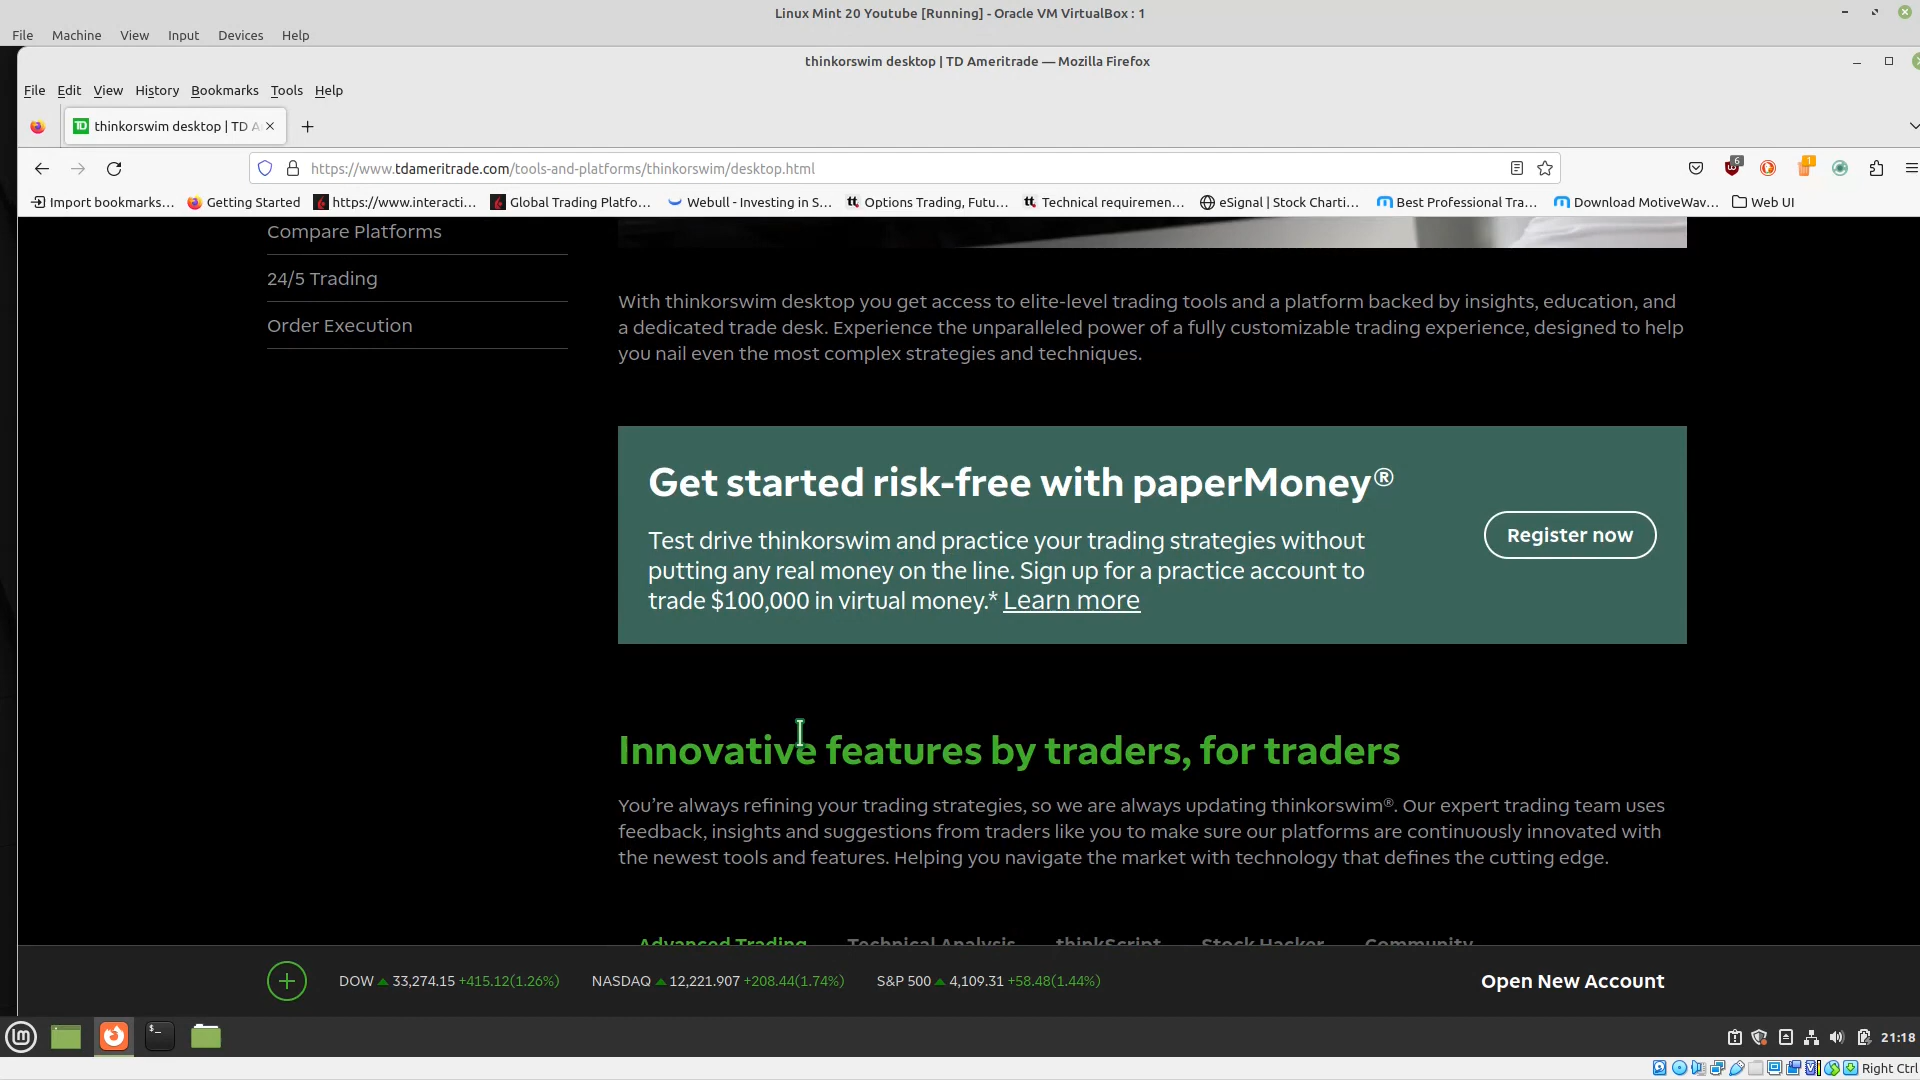 Linux Mint 20 Youtube [Running] - Oracle VM VirtualBox : 1
File Machine View Input Devices Help
thinkorswim desktop | TD Ameritrade — Mozilla Firefox
File Edit View History Bookmarks Tools Help
thinkorswim desktop | TD A
https://www.tdameritrade.com/tools-and-platforms/thinkorswim/desktop.html
6
1
Import bookmarks… Getting Started https://www.interacti… Global Trading Platfo… Webull - Investing in S… Options Trading, Futu… Technical requiremen… eSignal | Stock Charti… Best Professional Tra… Download MotiveWav… Web UI
Compare Platforms
24/5 Trading
Order Execution
With thinkorswim desktop you get access to elite-level trading tools and a platform backed by insights, education, and
a dedicated trade desk. Experience the unparalleled power of a fully customizable trading experience, designed to help
you nail even the most complex strategies and techniques.
Get started risk-free with paperMoney®
Test drive thinkorswim and practice your trading strategies without
putting any real money on the line. Sign up for a practice account to
trade $100,000 in virtual money.* Learn more
Register now
Innovative features by traders, for traders
You’re always refining your trading strategies, so we are always updating thinkorswim®. Our expert trading team uses
feedback, insights and suggestions from traders like you to make sure our platforms are continuously innovated with
the newest tools and features. Helping you navigate the market with technology that defines the cutting edge.
Advanced Trading Technical Analysis thinkScript Stock Hacker Community
DOW 33,274.15 +415.12(1.26%) NASDAQ 12,221.907 +208.44(1.74%) S&P 500 4,109.31 +58.48(1.44%)
Open New Account
21:18
Right Ctrl